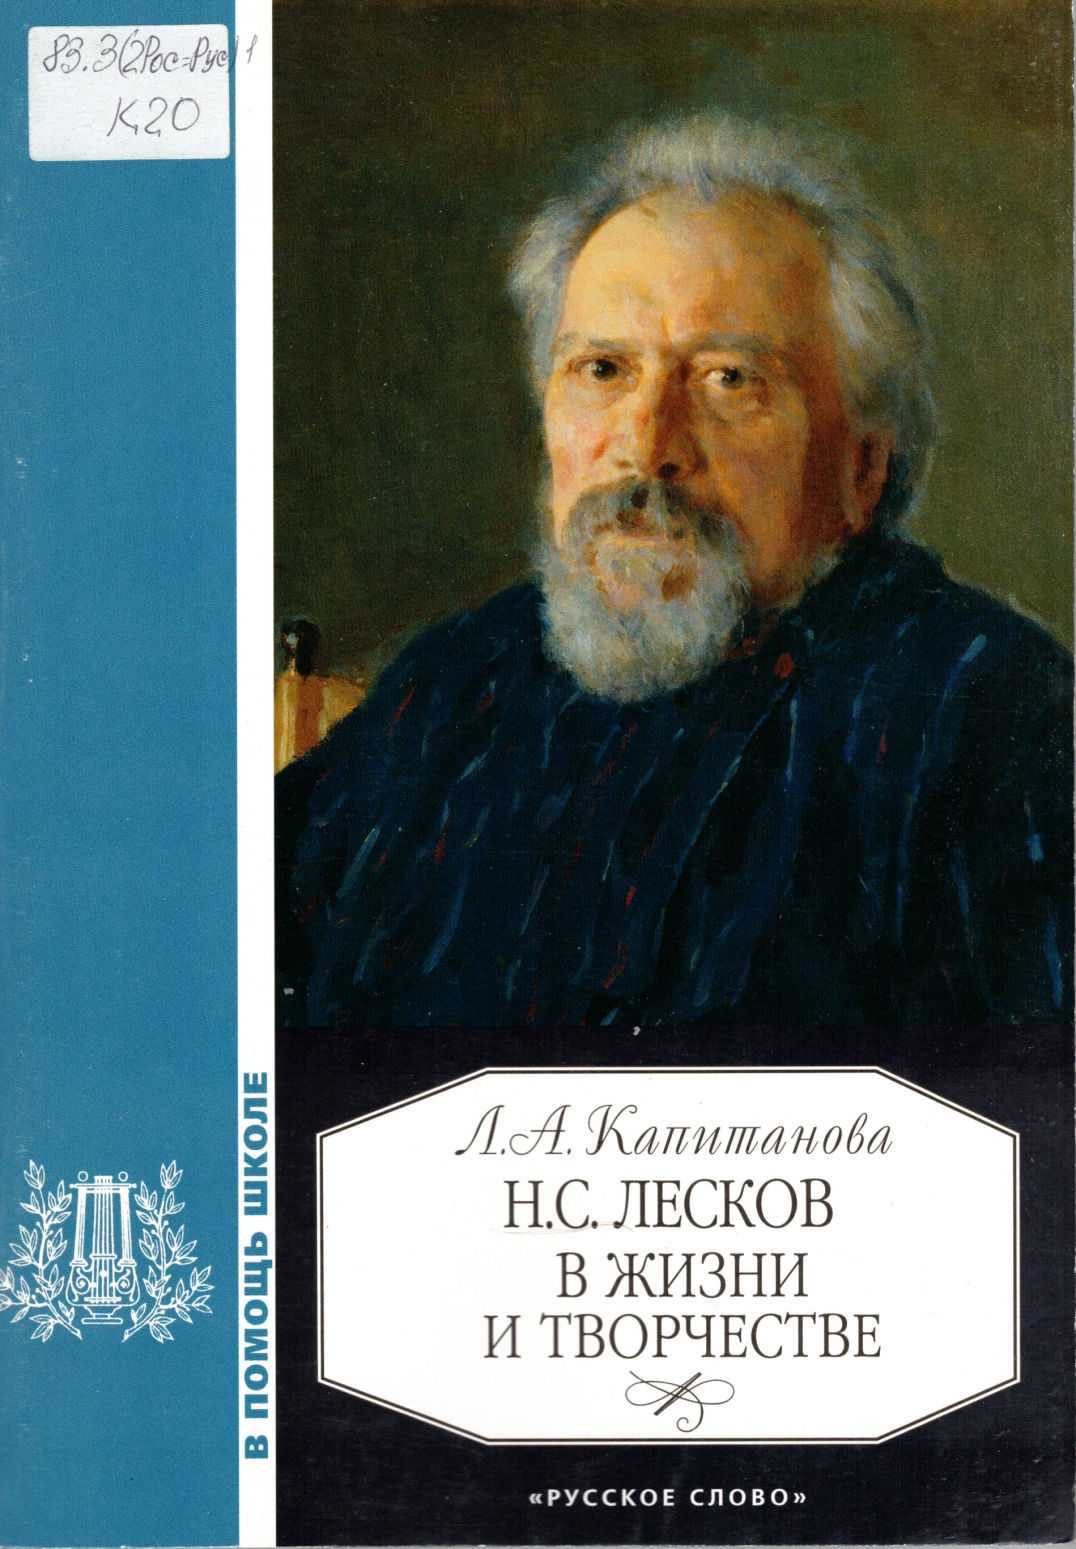 83.3(2Рос=Рус)1
К20
В ПОМОЩЬ ШКОЛЕ
Л.А. Капитанова
Н.С. ЛЕСКОВ
В ЖИЗНИ
И ТВОРЧЕСТВЕ
«РУССКОЕ СЛОВО»